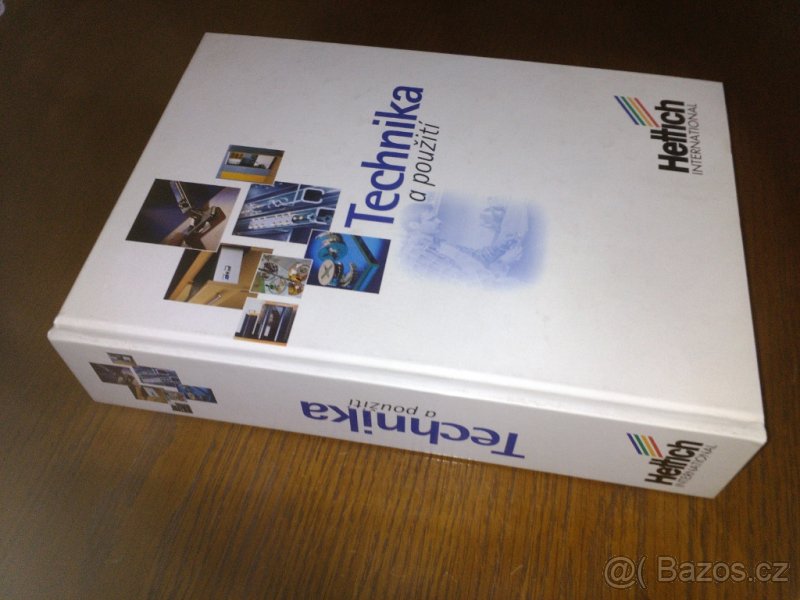 Technika
a použití
Hettich
INTERNATIONAL
Technika
a použití
Hettich
INTERNATIONAL
@( Bazos.cz